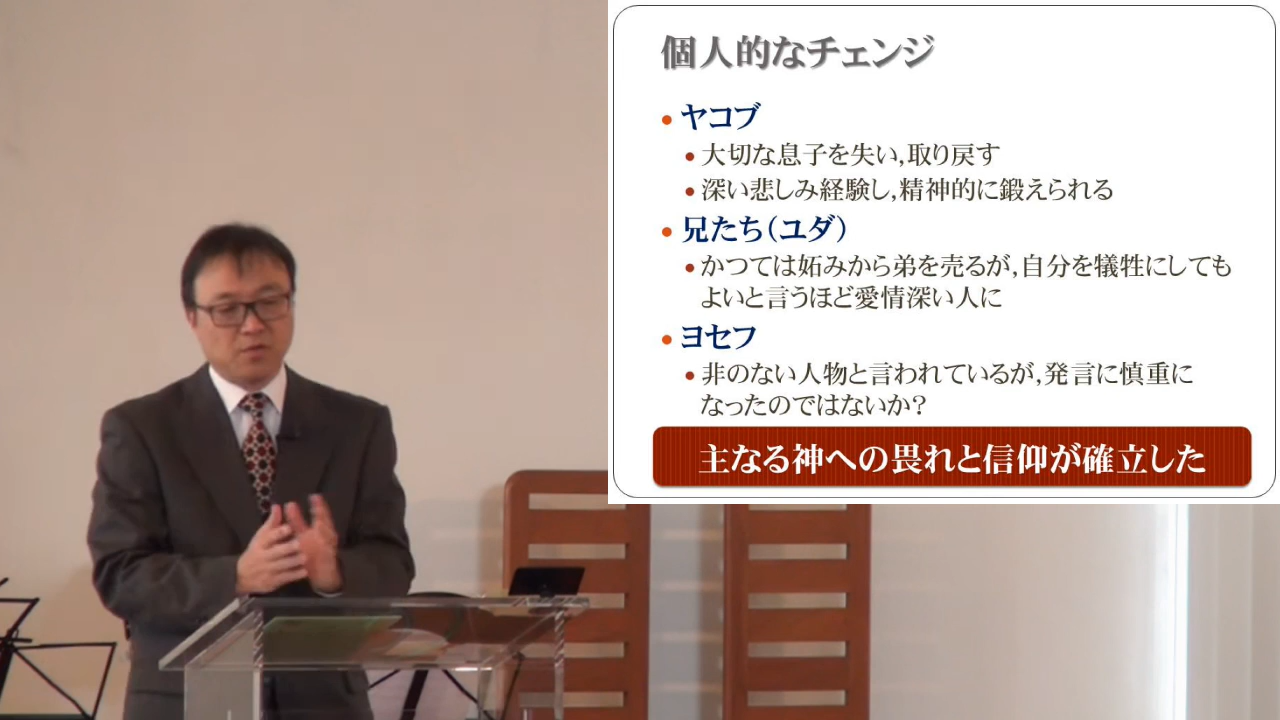 個人的なチェンジ
• ヤコブ
• 大切な息子を失い,取り戻す
• 深い悲しみ経験し,精神的に鍛えられる
• 兄たち(ユダ)
• かつては妬みから弟を売るが,自分を犠牲にしても
よいと言うほど愛情深い人に
• ヨセフ
• 非のない人物と言われているが,発言に慎重に
なったのではないか?
主なる神への畏れと信仰が確立した